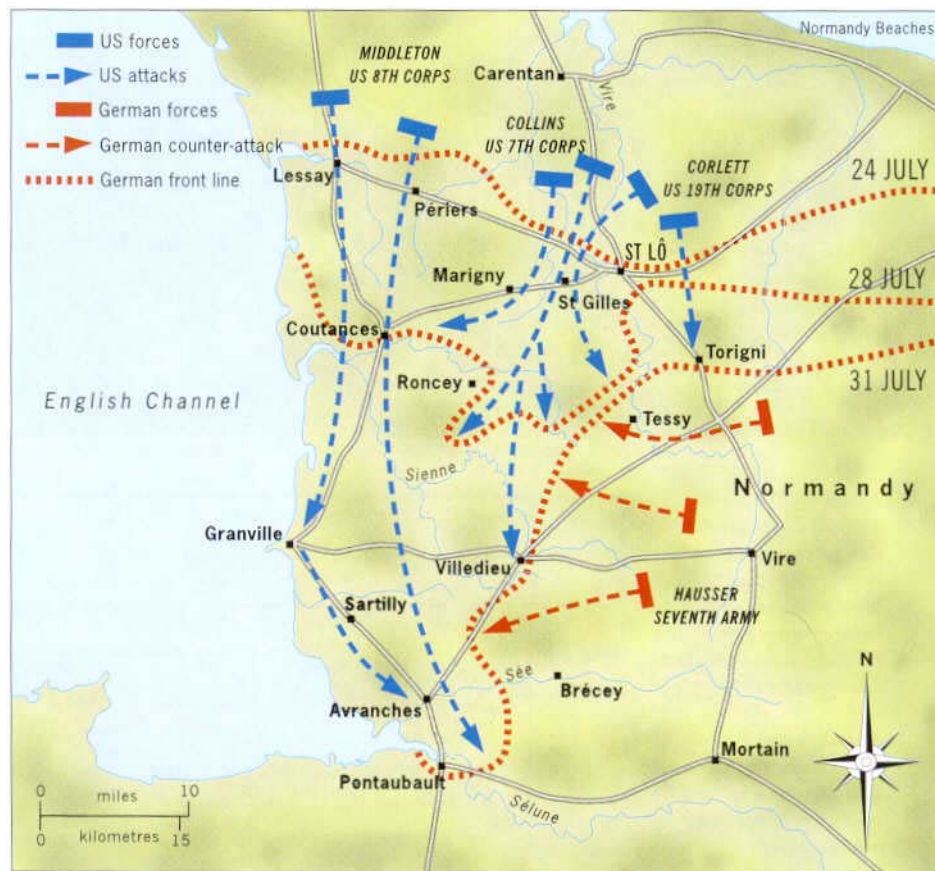 US forces
US attacks
German forces
German counter-attack
German front line
MIDDLETON
US 8TH CORPS
Normandy Beaches
Carentan
Vire
COLLINS
US 7TH CORPS
CORLETT
US 19TH CORPS
24 JULY
Lessay
Périers
ST LÔ
28 JULY
Marigny
St Gilles
Coutances
Torigni
31 JULY
Roncey
English Channel
Tessy
Sienne
Normandy
Granville
Villedieu
Vire
HAUSSER
SEVENTH ARMY
Sartilly
Sée
Brécey
N
Avranches
Mortain
Pontaubault
Sélune
0 miles 10
kilometres
0 15